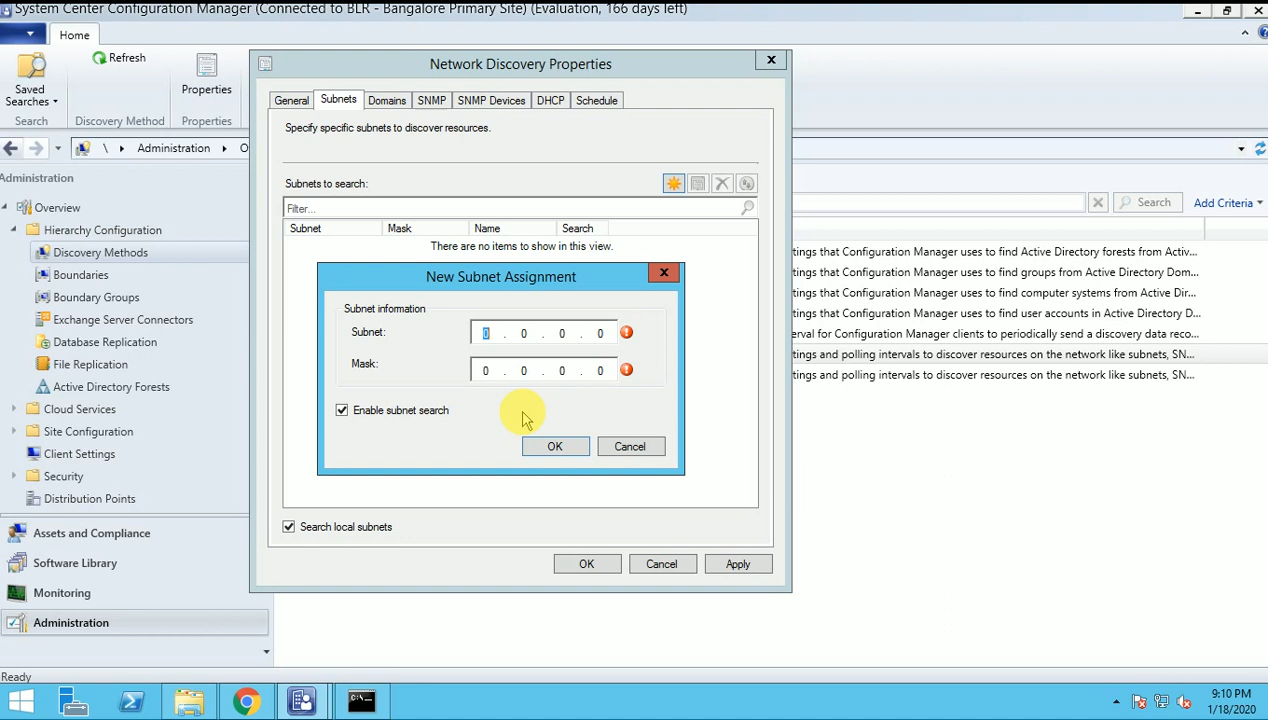 System Center Configuration Manager (Connected to BLR - Bangalore Primary Site) (Evaluation, 166 days left)
Home
Saved Searches
Search
Refresh
Discovery Method
Properties
Properties
\ Administration
Administration
Overview
Hierarchy Configuration
Discovery Methods
Boundaries
Boundary Groups
Exchange Server Connectors
Database Replication
File Replication
Active Directory Forests
Cloud Services
Site Configuration
Client Settings
Security
Distribution Points
Assets and Compliance
Software Library
Monitoring
Administration
Ready
Network Discovery Properties
General Subnets Domains SNMP SNMP Devices DHCP Schedule
Specify specific subnets to discover resources.
Subnets to search:
Filter...
Subnet Mask Name Search
There are no items to show in this view.
New Subnet Assignment
Subnet information
Subnet: 0 . 0 . 0 . 0
Mask: 0 . 0 . 0 . 0
Enable subnet search
OK Cancel
Search local subnets
OK Cancel Apply
Search Add Criteria
tings that Configuration Manager uses to find Active Directory forests from Activ...
tings that Configuration Manager uses to find groups from Active Directory Dom...
tings that Configuration Manager uses to find computer systems from Active Dir...
tings that Configuration Manager uses to find user accounts in Active Directory D...
terval for Configuration Manager clients to periodically send a discovery data reco...
tings and polling intervals to discover resources on the network like subnets, SN...
tings and polling intervals to discover resources on the network like subnets, SN...
9:10 PM
1/18/2020